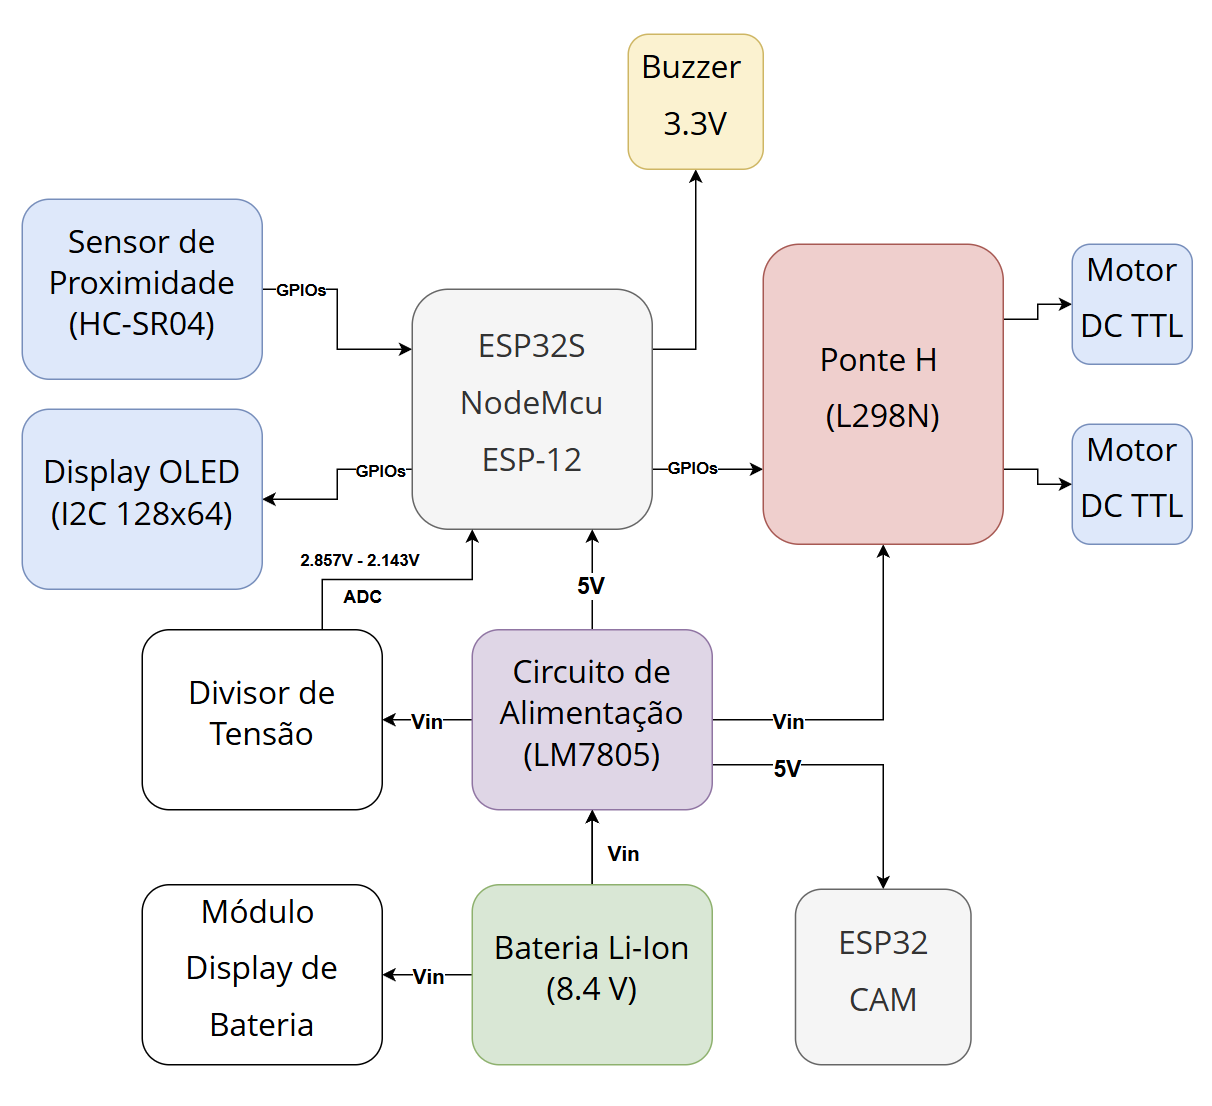 Buzzer
3.3V
Sensor de
Proximidade
(HC-SR04)
GPIOs
ESP32S
NodeMcu
ESP-12
Ponte H
(L298N)
Motor
DC TTL
Display OLED
(I2C 128x64)
GPIOs
GPIOs
Motor
DC TTL
2.857V - 2.143V
ADC
5V
Divisor de
Tensão
Vin
Circuito de
Alimentação
(LM7805)
Vin
5V
Vin
Módulo
Display de
Bateria
Vin
Bateria Li-Ion
(8.4 V)
ESP32
CAM